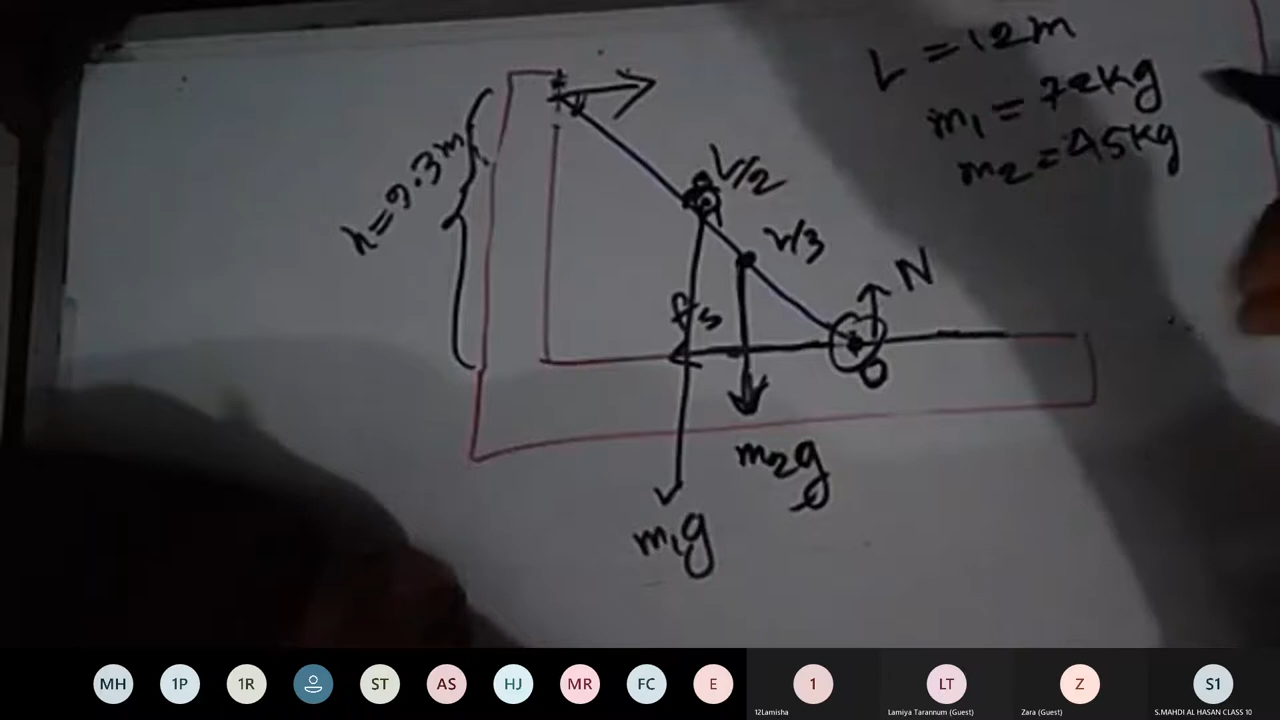 L = 12m
m₁ = 72kg
m₂ = 45kg
h=9.3m
L/2
L/3
N
fs
O
m₂g
m₁g
MH
1P
1R
ST
AS
HJ
MR
FC
E
1
LT
Z
S1
12Lamisha
Lamiya Tarannum (Guest)
Zara (Guest)
S.MAHDI AL HASAN CLASS 10